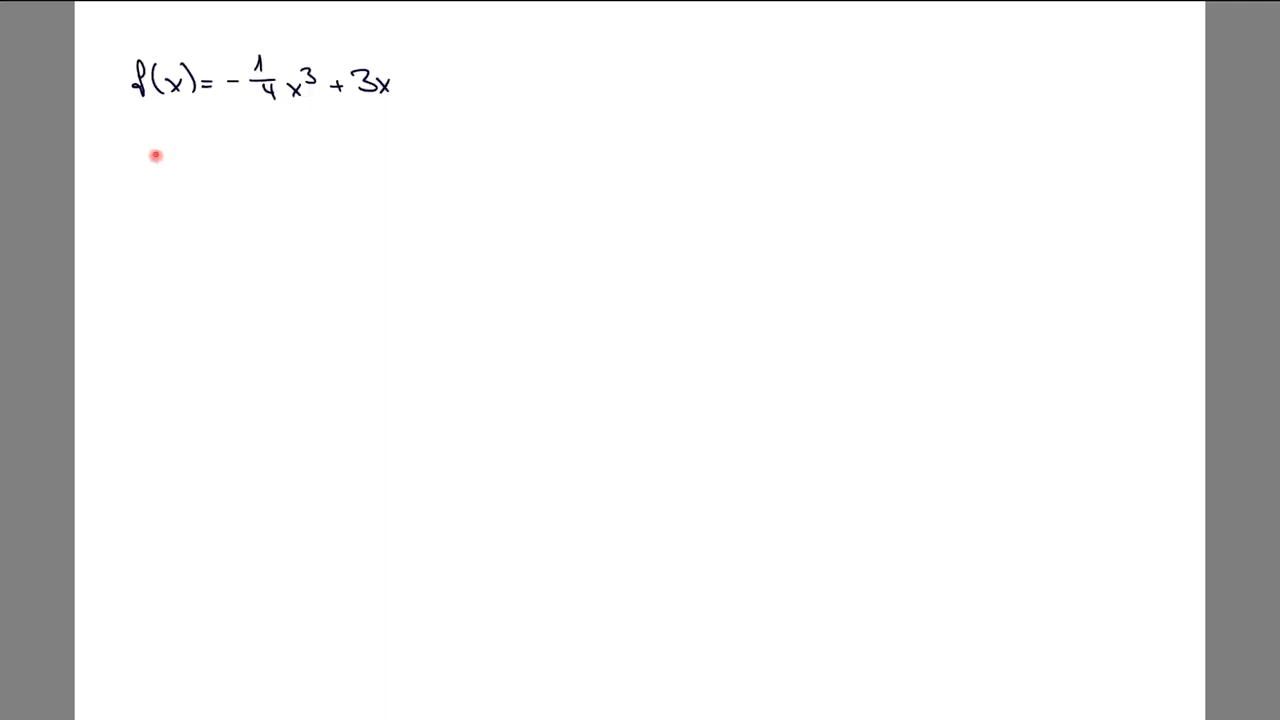 f(x) = - 1/4 x³ + 3x